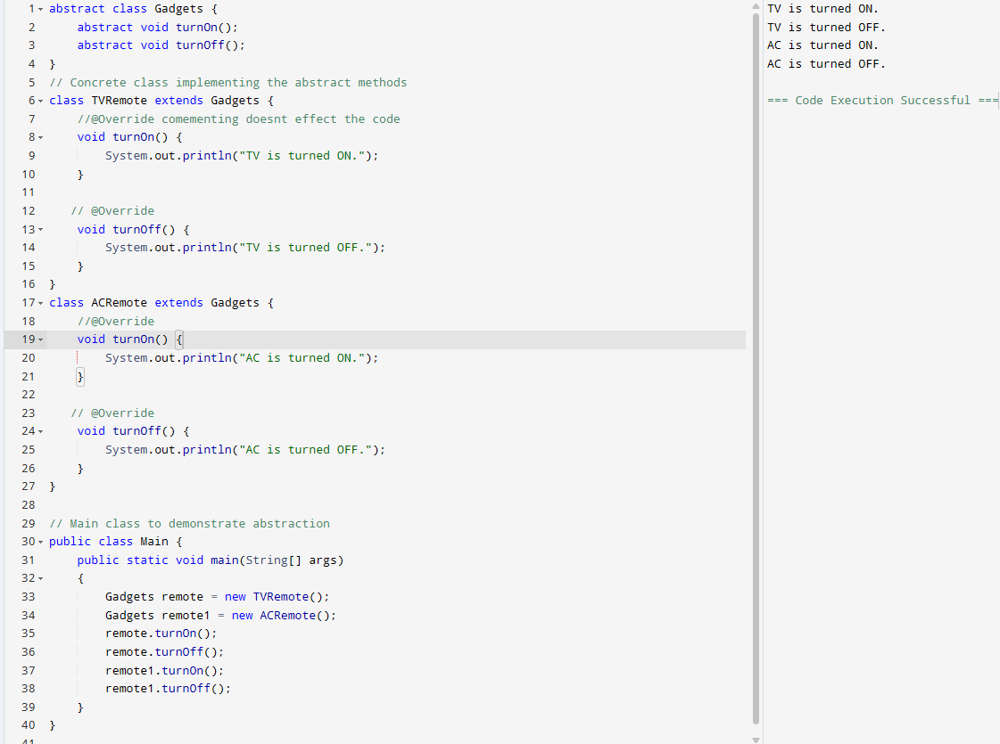 1 abstract class Gadgets {
2 abstract void turnOn();
3 abstract void turnOff();
4 }
5 // Concrete class implementing the abstract methods
6 class TVRemote extends Gadgets {
7 //@Override comementing doesnt effect the code
8 void turnOn() {
9 System.out.println("TV is turned ON.");
10 }
11
12 // @Override
13 void turnOff() {
14 System.out.println("TV is turned OFF.");
15 }
16 }
17 class ACRemote extends Gadgets {
18 //@Override
19 void turnOn() {
20 System.out.println("AC is turned ON.");
21 }
22
23 // @Override
24 void turnOff() {
25 System.out.println("AC is turned OFF.");
26 }
27 }
28
29 // Main class to demonstrate abstraction
30 public class Main {
31 public static void main(String[] args)
32 {
33 Gadgets remote = new TVRemote();
34 Gadgets remote1 = new ACRemote();
35 remote.turnOn();
36 remote.turnOff();
37 remote1.turnOn();
38 remote1.turnOff();
39 }
40 }
41
TV is turned ON.
TV is turned OFF.
AC is turned ON.
AC is turned OFF.
=== Code Execution Successful ===